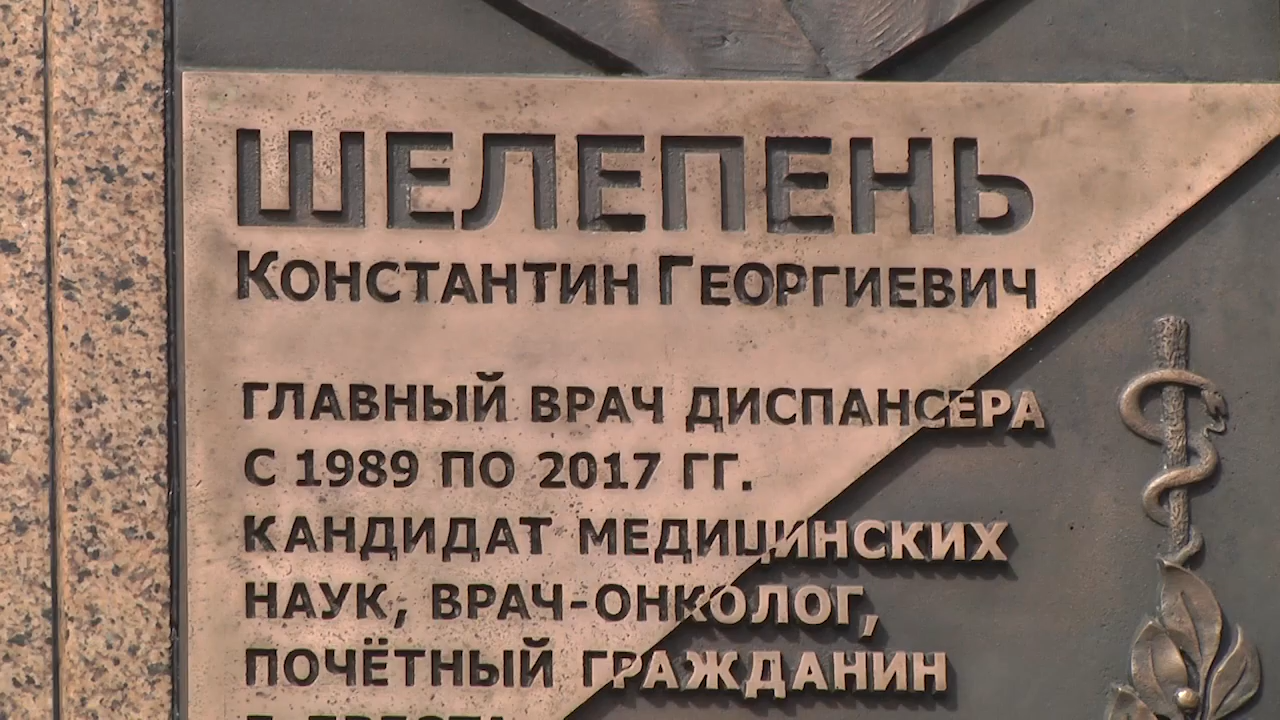 ШЕЛЕПЕНЬ
КОНСТАНТИН ГЕОРГИЕВИЧ
ГЛАВНЫЙ ВРАЧ ДИСПАНСЕРА
С 1989 ПО 2017 ГГ.
КАНДИДАТ МЕДИЦИНСКИХ
НАУК, ВРАЧ-ОНКОЛОГ,
ПОЧЁТНЫЙ ГРАЖДАНИН